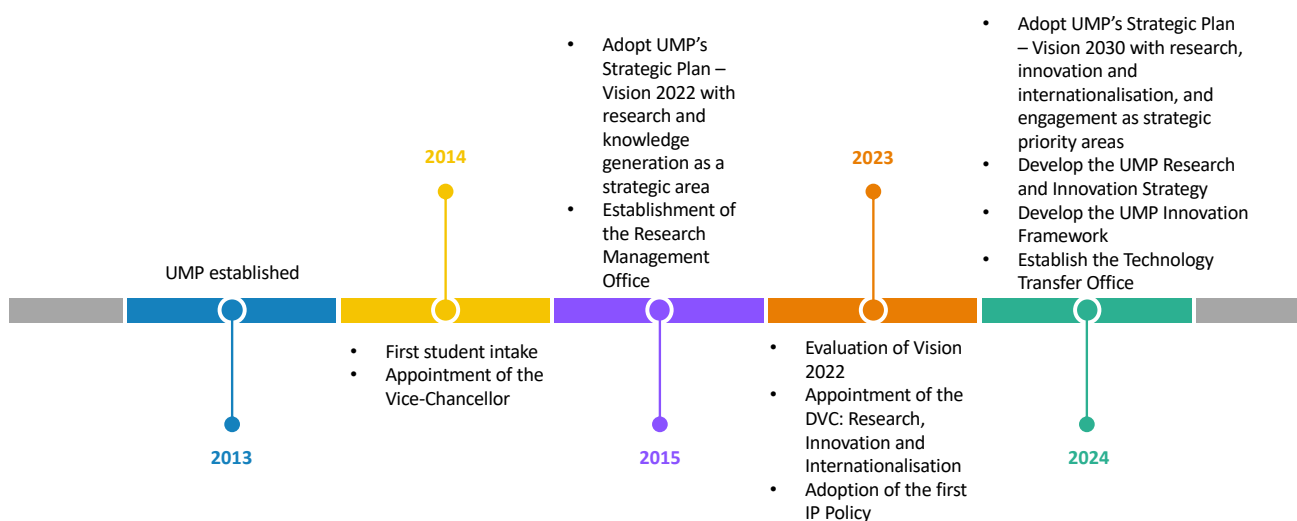 UMP established
2013
2014
• First student intake
• Appointment of the
Vice-Chancellor
• Adopt UMP’s
Strategic Plan –
Vision 2022 with
research and
knowledge
generation as a
strategic area
• Establishment of
the Research
Management
Office
2015
2023
• Evaluation of Vision
2022
• Appointment of the
DVC: Research,
Innovation and
Internationalisation
• Adoption of the first
IP Policy
• Adopt UMP’s Strategic Plan
– Vision 2030 with research,
innovation and
internationalisation, and
engagement as strategic
priority areas
• Develop the UMP Research
and Innovation Strategy
• Develop the UMP Innovation
Framework
• Establish the Technology
Transfer Office
2024